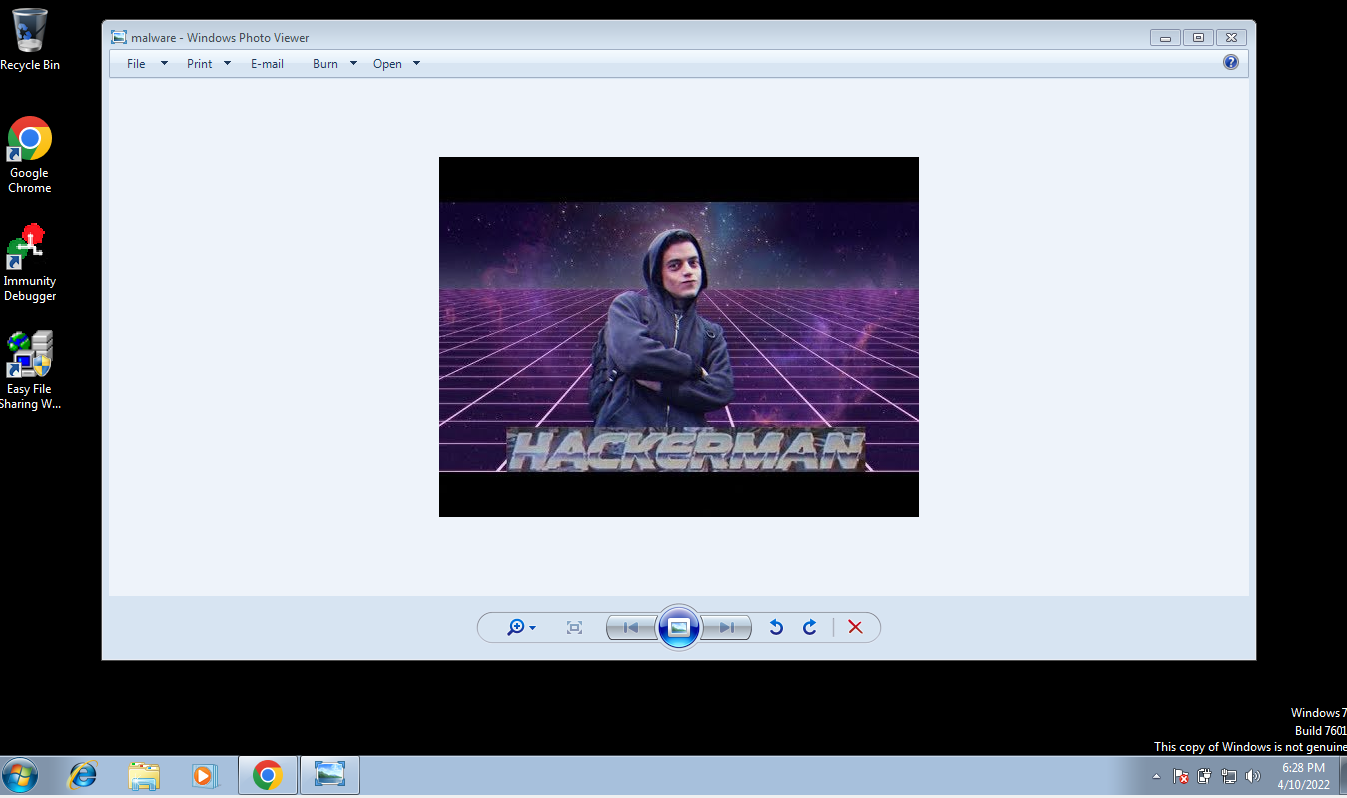 malware - Windows Photo Viewer
File Print E-mail Burn Open
Recycle Bin
Google
Chrome
Immunity
Debugger
Easy File
Sharing W...
HACKERMAN
Windows 7
Build 7601
This copy of Windows is not genuine
6:28 PM
4/10/2022